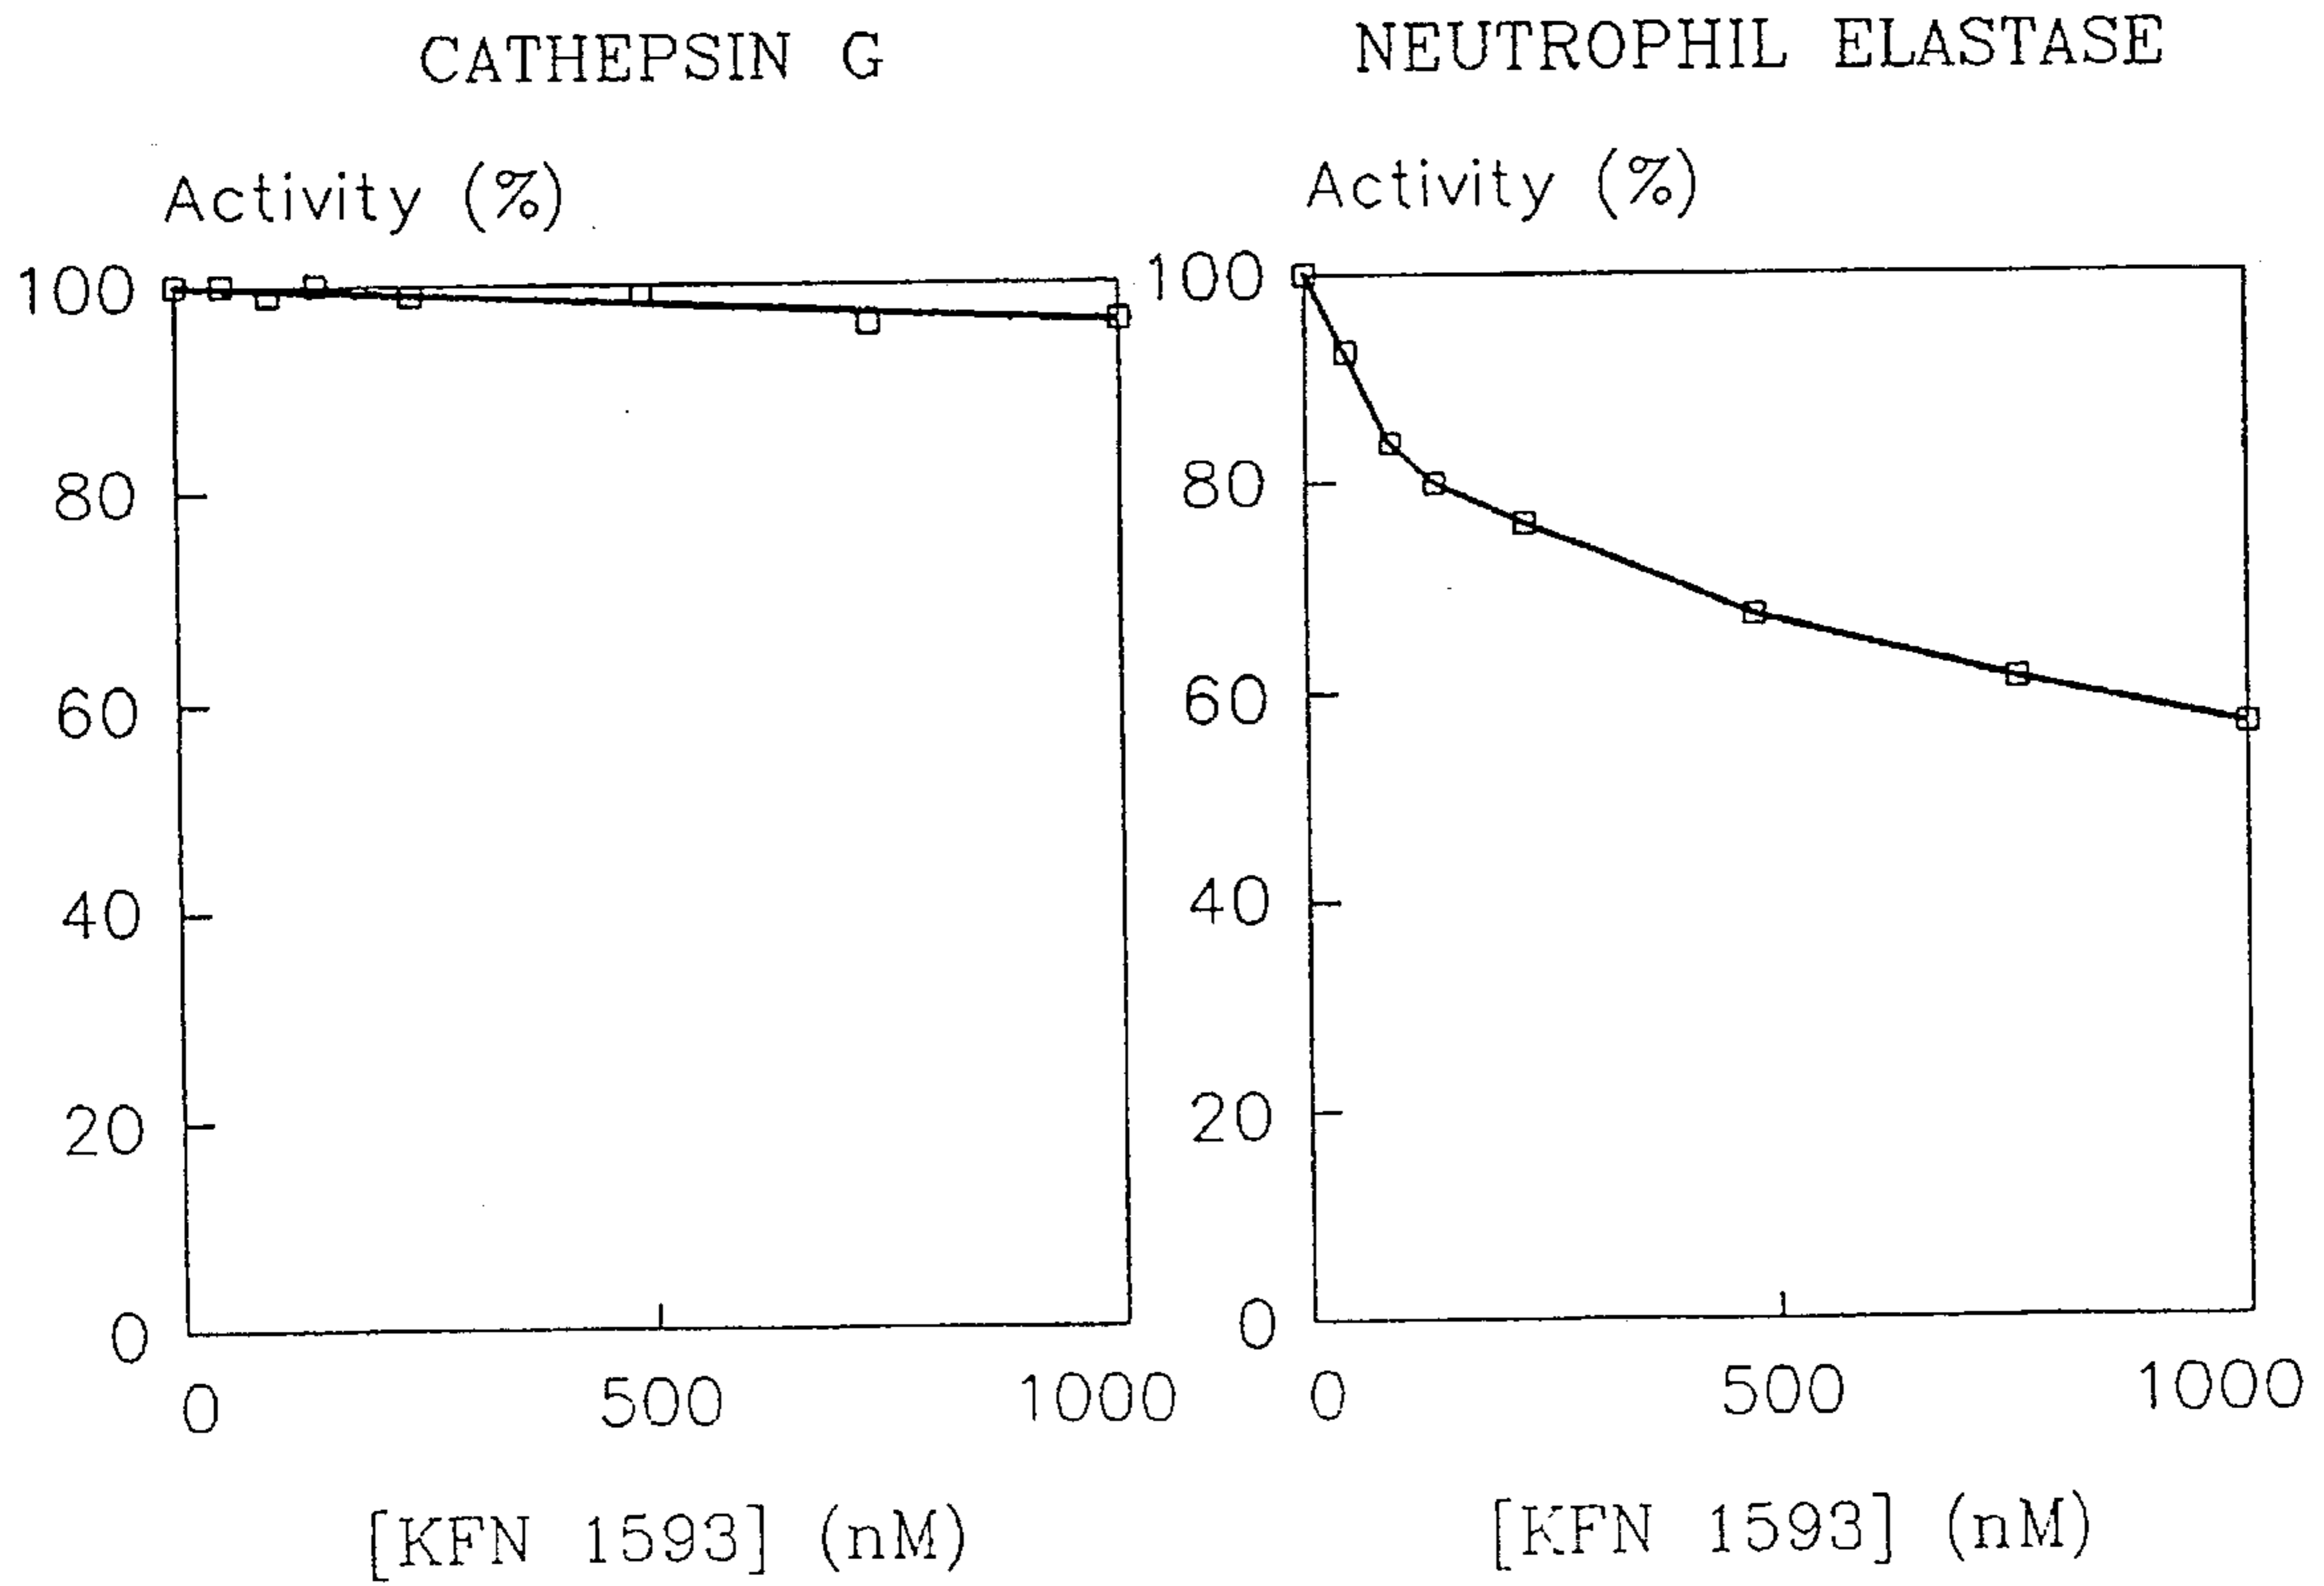 CATHEPSIN G
Activity (%)
100
80
60
40
20
0
0 500 1000
[KFN 1593] (nM)
NEUTROPHIL ELASTASE
Activity (%)
100
80
60
40
20
0
0 500 1000
[KFN 1593] (nM)